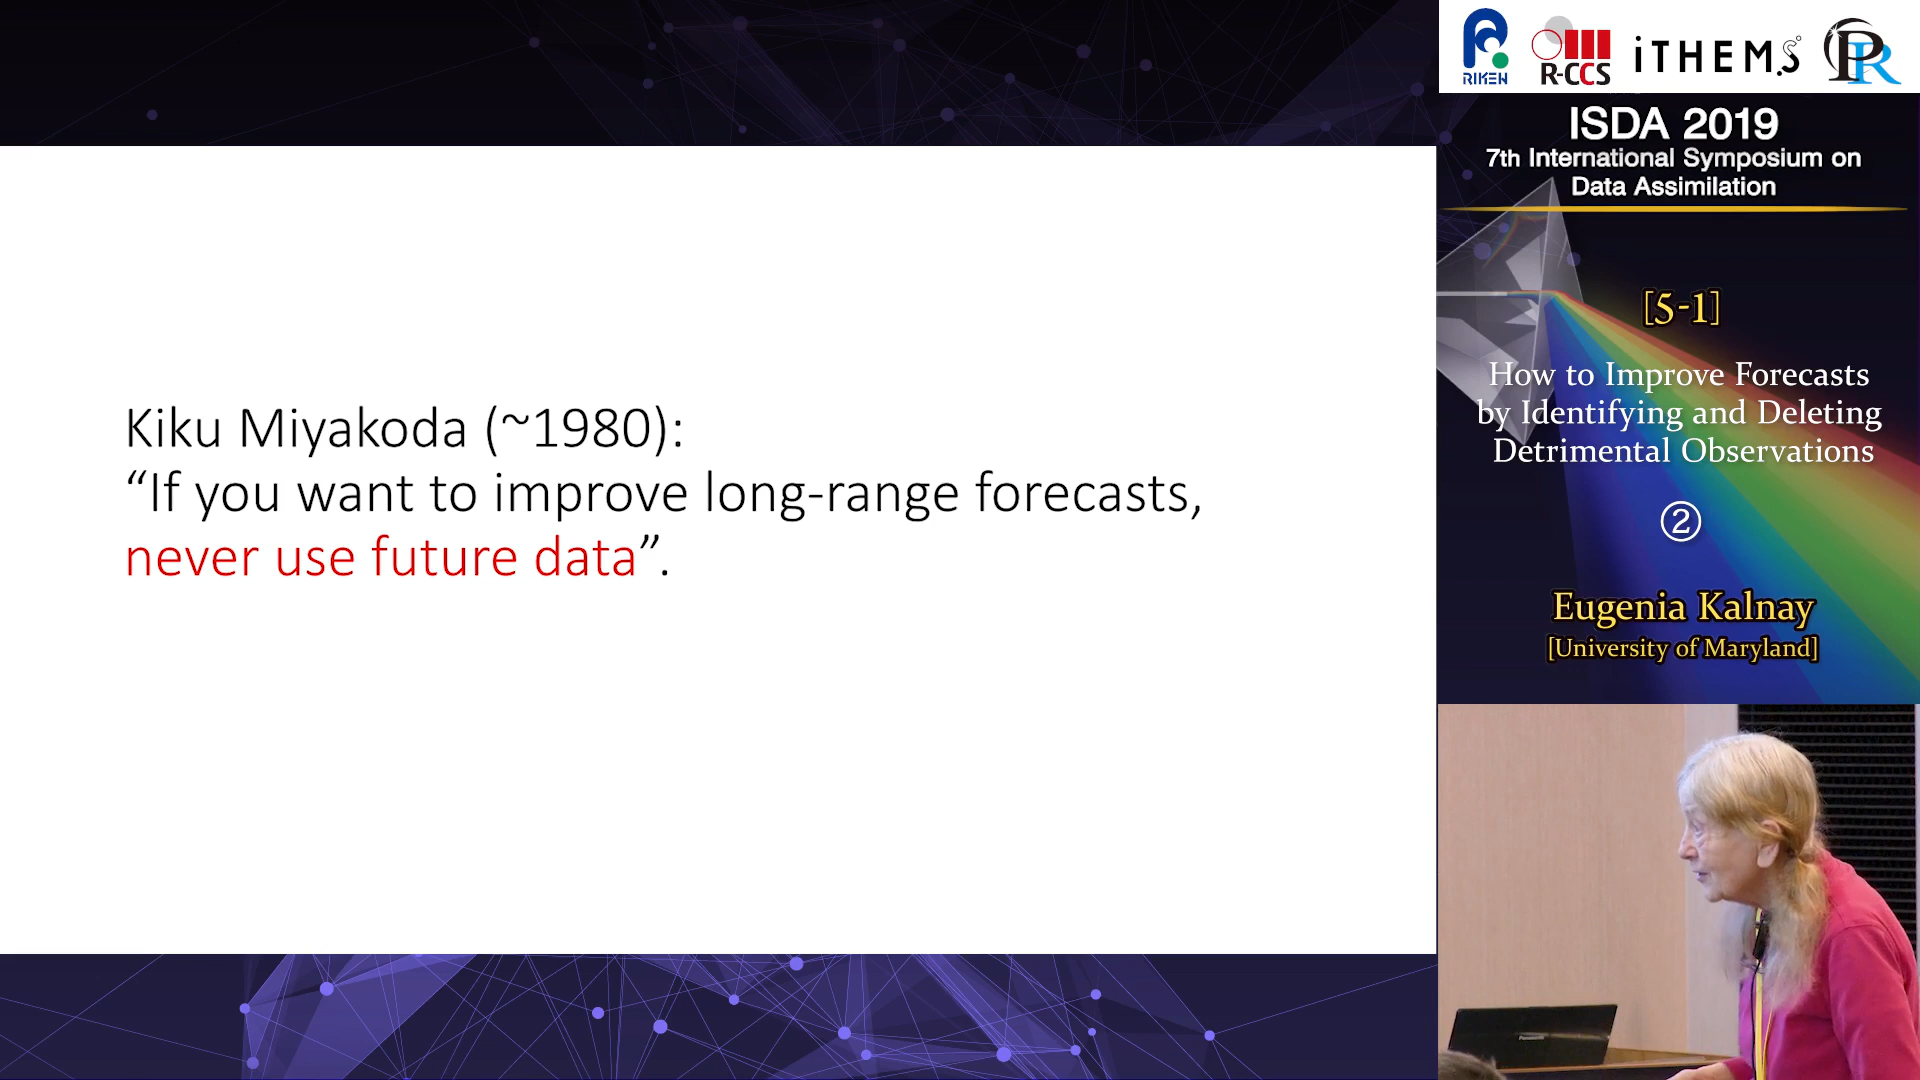 Kiku Miyakoda (~1980):
“If you want to improve long-range forecasts,
never use future data”.
RIKEN
R-CCS
iTHEMS
PR
ISDA 2019
7th International Symposium on
Data Assimilation
[5-1]
How to Improve Forecasts
by Identifying and Deleting
Detrimental Observations
②
Eugenia Kalnay
[University of Maryland]